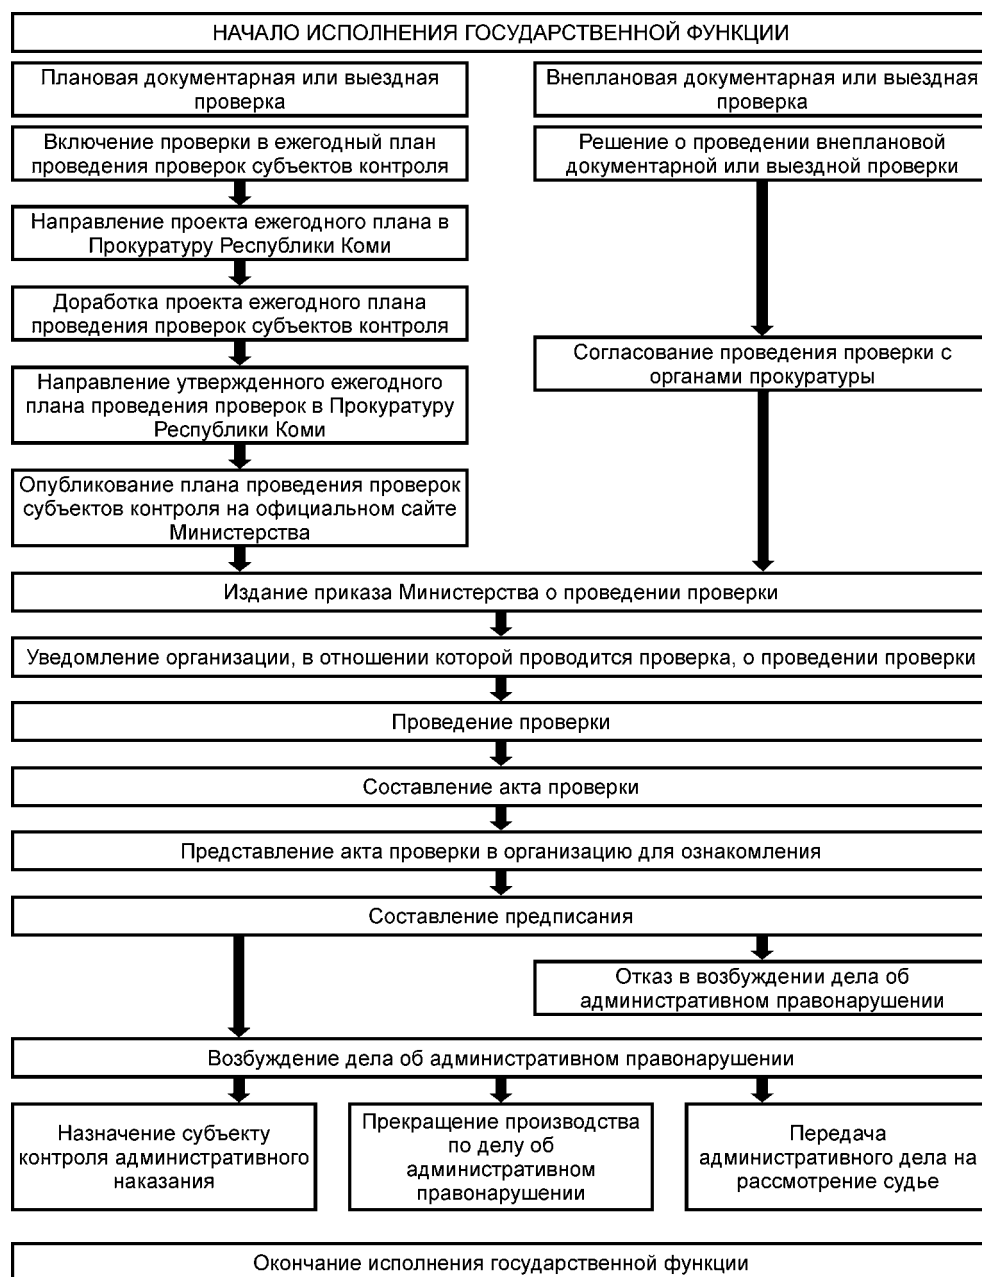 НАЧАЛО ИСПОЛНЕНИЯ ГОСУДАРСТВЕННОЙ ФУНКЦИИ
Плановая документарная или выездная
проверка
Внеплановая документарная или выездная
проверка
Включение проверки в ежегодный план
проведения проверок субъектов контроля
Решение о проведении внеплановой
документарной или выездной проверки
Направление проекта ежегодного плана в
Прокуратуру Республики Коми
Доработка проекта ежегодного плана
проведения проверок субъектов контроля
Согласование проведения проверки с
органами прокуратуры
Направление утвержденного ежегодного
плана проведения проверок в Прокуратуру
Республики Коми
Опубликование плана проведения проверок
субъектов контроля на официальном сайте
Министерства
Издание приказа Министерства о проведении проверки
Уведомление организации, в отношении которой проводится проверка, о проведении проверки
Проведение проверки
Составление акта проверки
Представление акта проверки в организацию для ознакомления
Составление предписания
Отказ в возбуждении дела об
административном правонарушении
Возбуждение дела об административном правонарушении
Назначение субъекту
контроля административного
наказания
Прекращение производства
по делу об
административном
правонарушении
Передача
административного дела на
рассмотрение судье
Окончание исполнения государственной функции